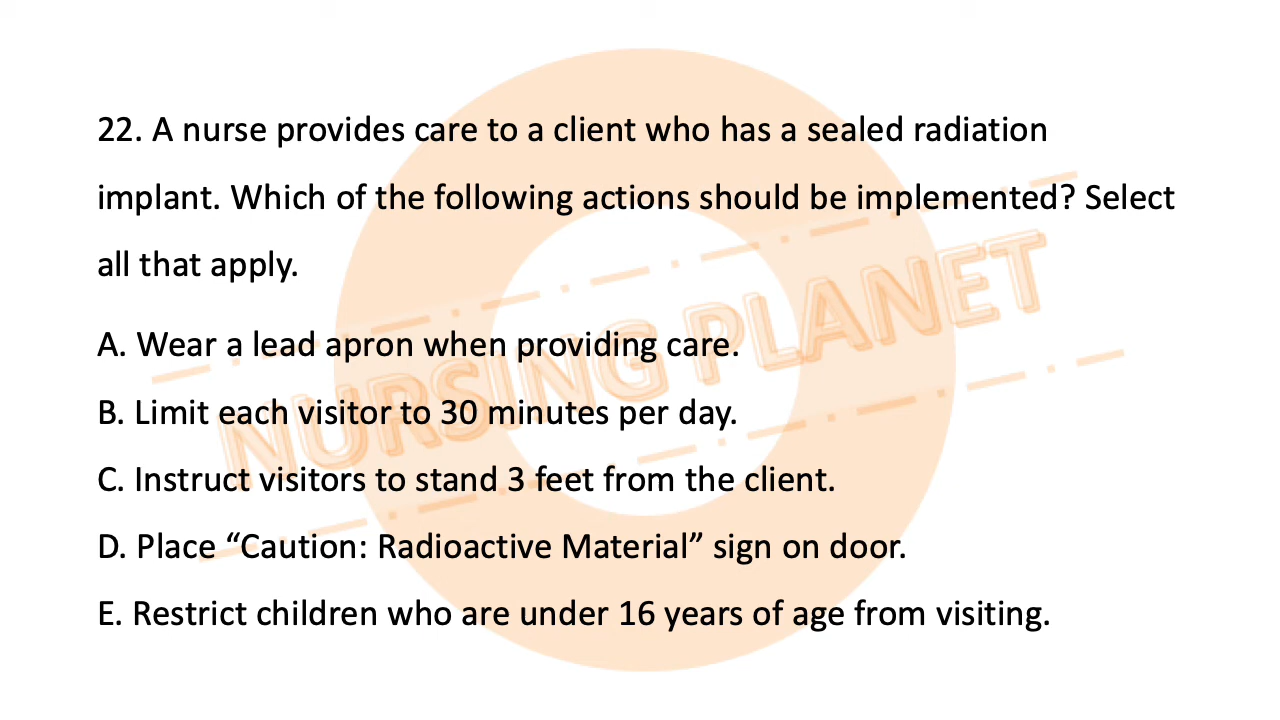 22. A nurse provides care to a client who has a sealed radiation
implant. Which of the following actions should be implemented? Select
all that apply.
A. Wear a lead apron when providing care.
B. Limit each visitor to 30 minutes per day.
C. Instruct visitors to stand 3 feet from the client.
D. Place “Caution: Radioactive Material” sign on door.
E. Restrict children who are under 16 years of age from visiting.
NURSING PLANET